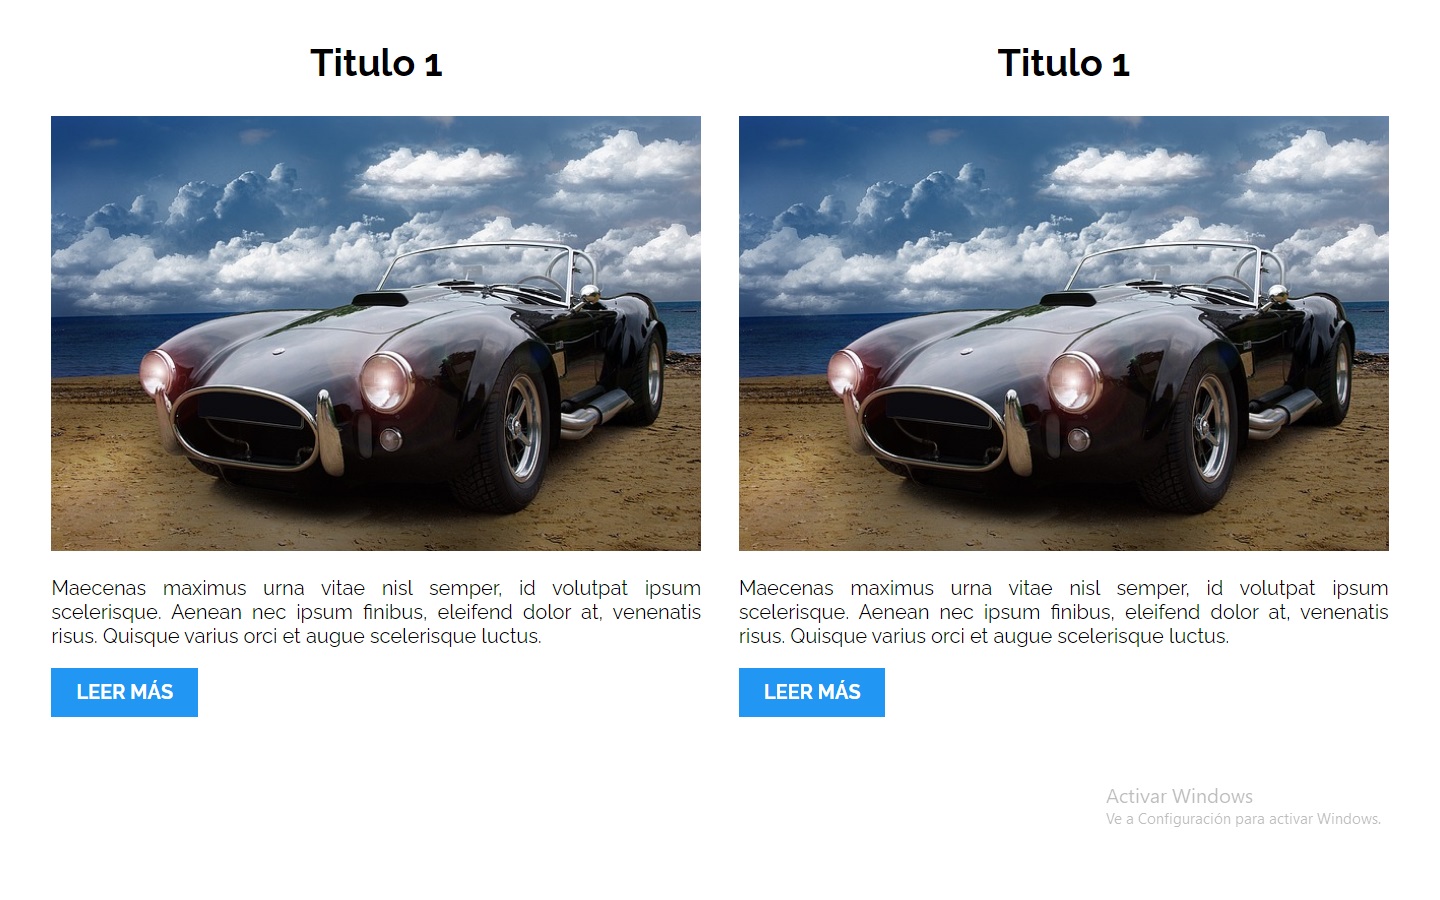 Titulo 1
Maecenas maximus urna vitae nisl semper, id volutpat ipsum
scelerisque. Aenean nec ipsum finibus, eleifend dolor at, venenatis
risus. Quisque varius orci et augue scelerisque luctus.
LEER MÁS
Titulo 1
Maecenas maximus urna vitae nisl semper, id volutpat ipsum
scelerisque. Aenean nec ipsum finibus, eleifend dolor at, venenatis
risus. Quisque varius orci et augue scelerisque luctus.
LEER MÁS
Activar Windows
Ve a Configuración para activar Windows.